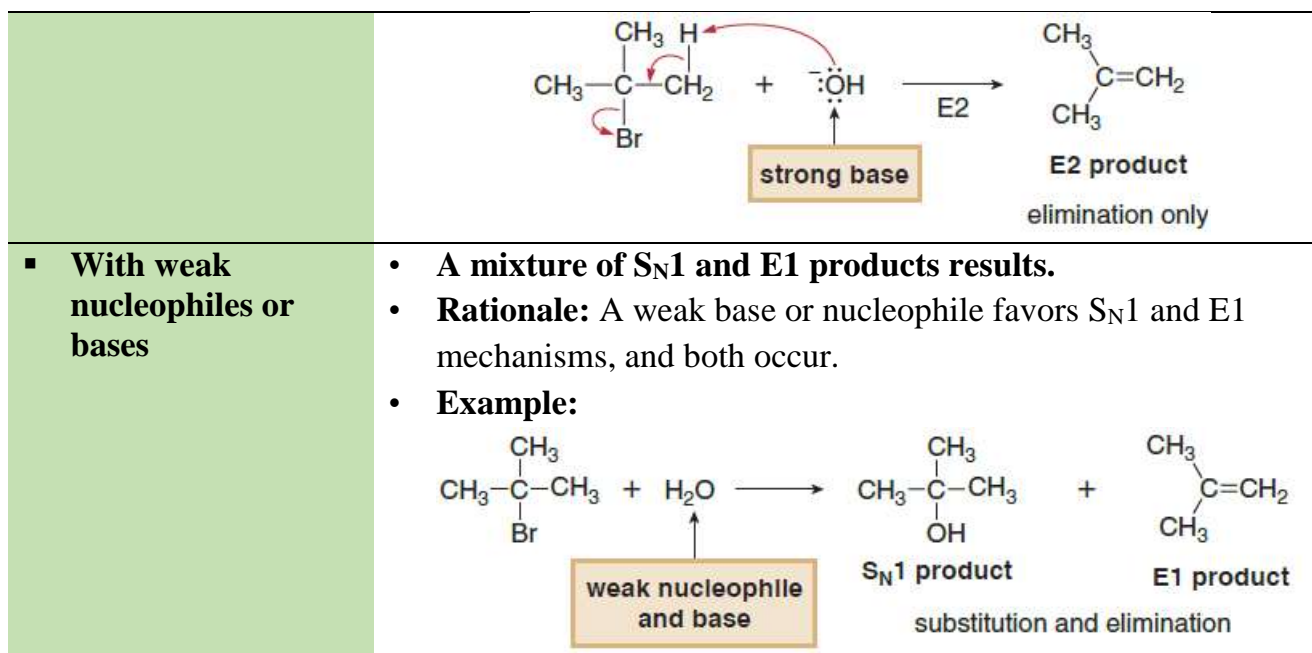 CH₃ H
CH₃–C–CH₂ + ⁻:ÖH E2 C=CH₂
CH₃
Br
CH₃
strong base
E2 product
elimination only
▪ With weak nucleophiles or bases
• A mixture of Sₙ1 and E1 products results.
• Rationale: A weak base or nucleophile favors Sₙ1 and E1
mechanisms, and both occur.
• Example:
CH₃ CH₃ CH₃
CH₃–C–CH₃ + H₂O CH₃–C–CH₃ + C=CH₂
Br OH CH₃
weak nucleophile
and base
Sₙ1 product E1 product
substitution and elimination